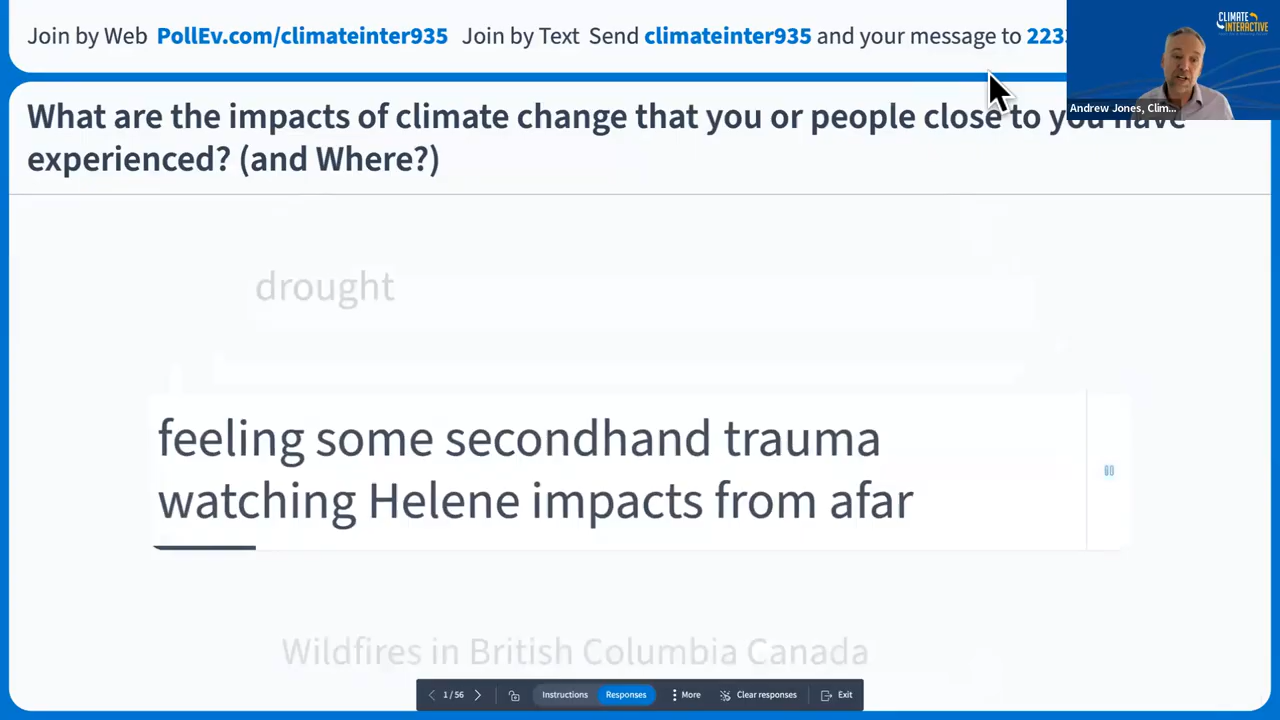 Join by Web PollEv.com/climateinter935 Join by Text Send climateinter935 and your message to 223
CLIMATE
INTERACTIVE
Andrew Jones, Clim...
What are the impacts of climate change that you or people close to you have
experienced? (and Where?)
drought
feeling some secondhand trauma
watching Helene impacts from afar
Wildfires in British Columbia Canada
1 / 56 Instructions Responses More Clear responses Exit